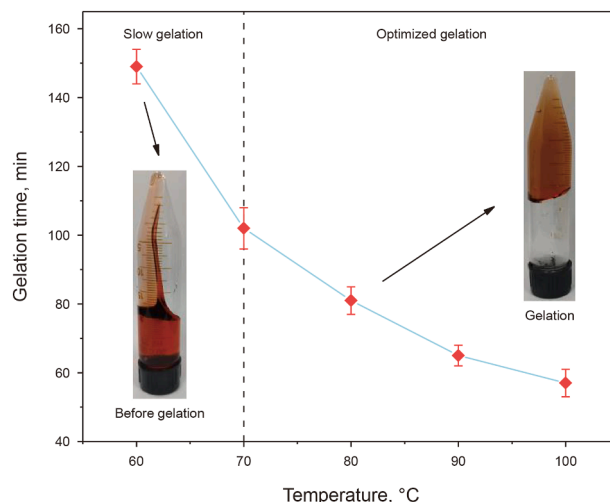 Slow gelation
Optimized gelation
160
140
120
100
80
60
40
Gelation time, min
Before gelation
Gelation
60
70
80
90
100
Temperature, °C